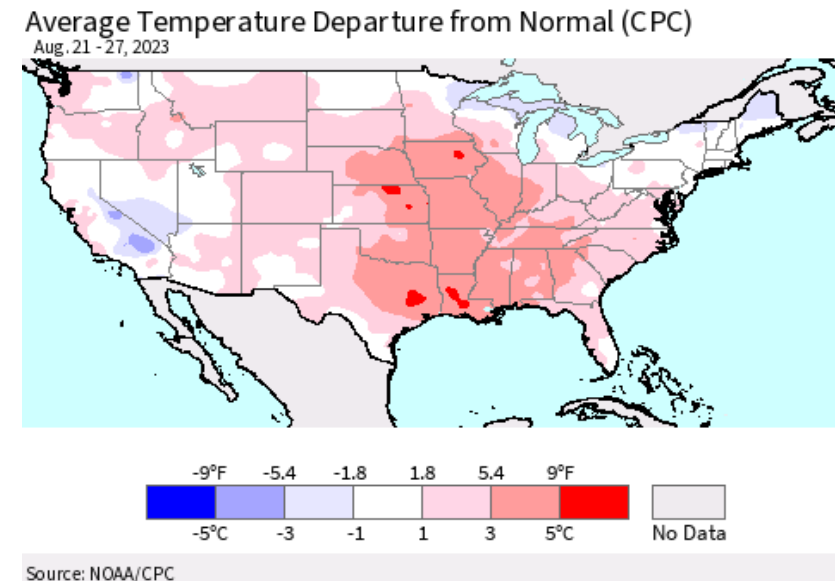 Average Temperature Departure from Normal (CPC)
Aug. 21 - 27, 2023
-9°F -5.4 -1.8 1.8 5.4 9°F
-5°C -3 -1 1 3 5°C No Data
Source: NOAA/CPC